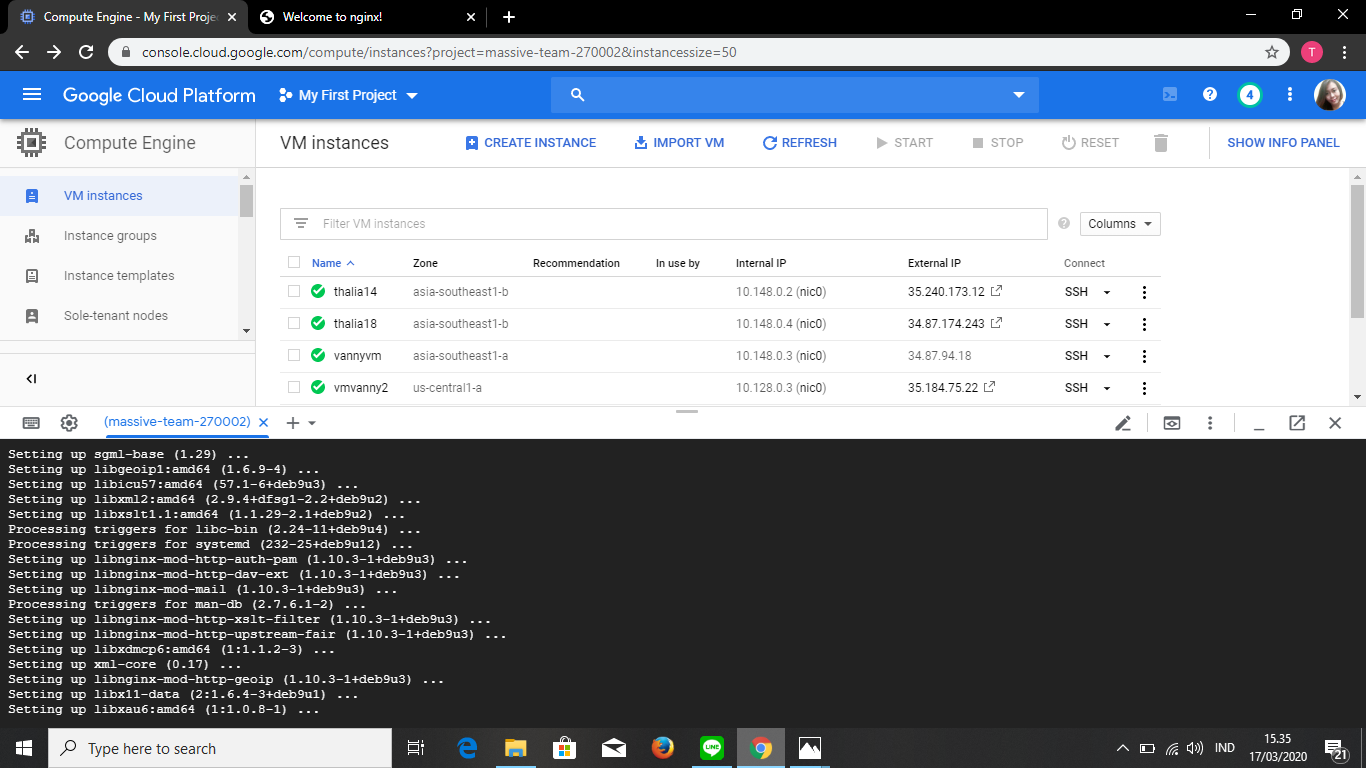 Compute Engine - My First Proje
Welcome to nginx!
console.cloud.google.com/compute/instances?project=massive-team-270002&instancessize=50
T
Google Cloud Platform
My First Project
4
Compute Engine
VM instances
CREATE INSTANCE
IMPORT VM
REFRESH
START
STOP
RESET
SHOW INFO PANEL
VM instances
Instance groups
Instance templates
Sole-tenant nodes
Filter VM instances
Columns
Name Zone Recommendation In use by Internal IP External IP Connect
thalia14 asia-southeast1-b 10.148.0.2 (nic0) 35.240.173.12 SSH
thalia18 asia-southeast1-b 10.148.0.4 (nic0) 34.87.174.243 SSH
vannyvm asia-southeast1-a 10.148.0.3 (nic0) 34.87.94.18 SSH
vmvanny2 us-central1-a 10.128.0.3 (nic0) 35.184.75.22 SSH
(massive-team-270002)
Setting up sgml-base (1.29) ...
Setting up libgeoip1:amd64 (1.6.9-4) ...
Setting up libicu57:amd64 (57.1-6+deb9u3) ...
Setting up libxml2:amd64 (2.9.4+dfsg1-2.2+deb9u2) ...
Setting up libxslt1.1:amd64 (1.1.29-2.1+deb9u2) ...
Processing triggers for libc-bin (2.24-11+deb9u4) ...
Processing triggers for systemd (232-25+deb9u12) ...
Setting up libnginx-mod-http-auth-pam (1.10.3-1+deb9u3) ...
Setting up libnginx-mod-http-dav-ext (1.10.3-1+deb9u3) ...
Setting up libnginx-mod-mail (1.10.3-1+deb9u3) ...
Processing triggers for man-db (2.7.6.1-2) ...
Setting up libnginx-mod-http-xslt-filter (1.10.3-1+deb9u3) ...
Setting up libnginx-mod-http-upstream-fair (1.10.3-1+deb9u3) ...
Setting up libxdmcp6:amd64 (1:1.1.2-3) ...
Setting up xml-core (0.17) ...
Setting up libnginx-mod-http-geoip (1.10.3-1+deb9u3) ...
Setting up libx11-data (2:1.6.4-3+deb9u1) ...
Setting up libxau6:amd64 (1:1.0.8-1) ...
Type here to search
LINE
IND
15.35
17/03/2020
21